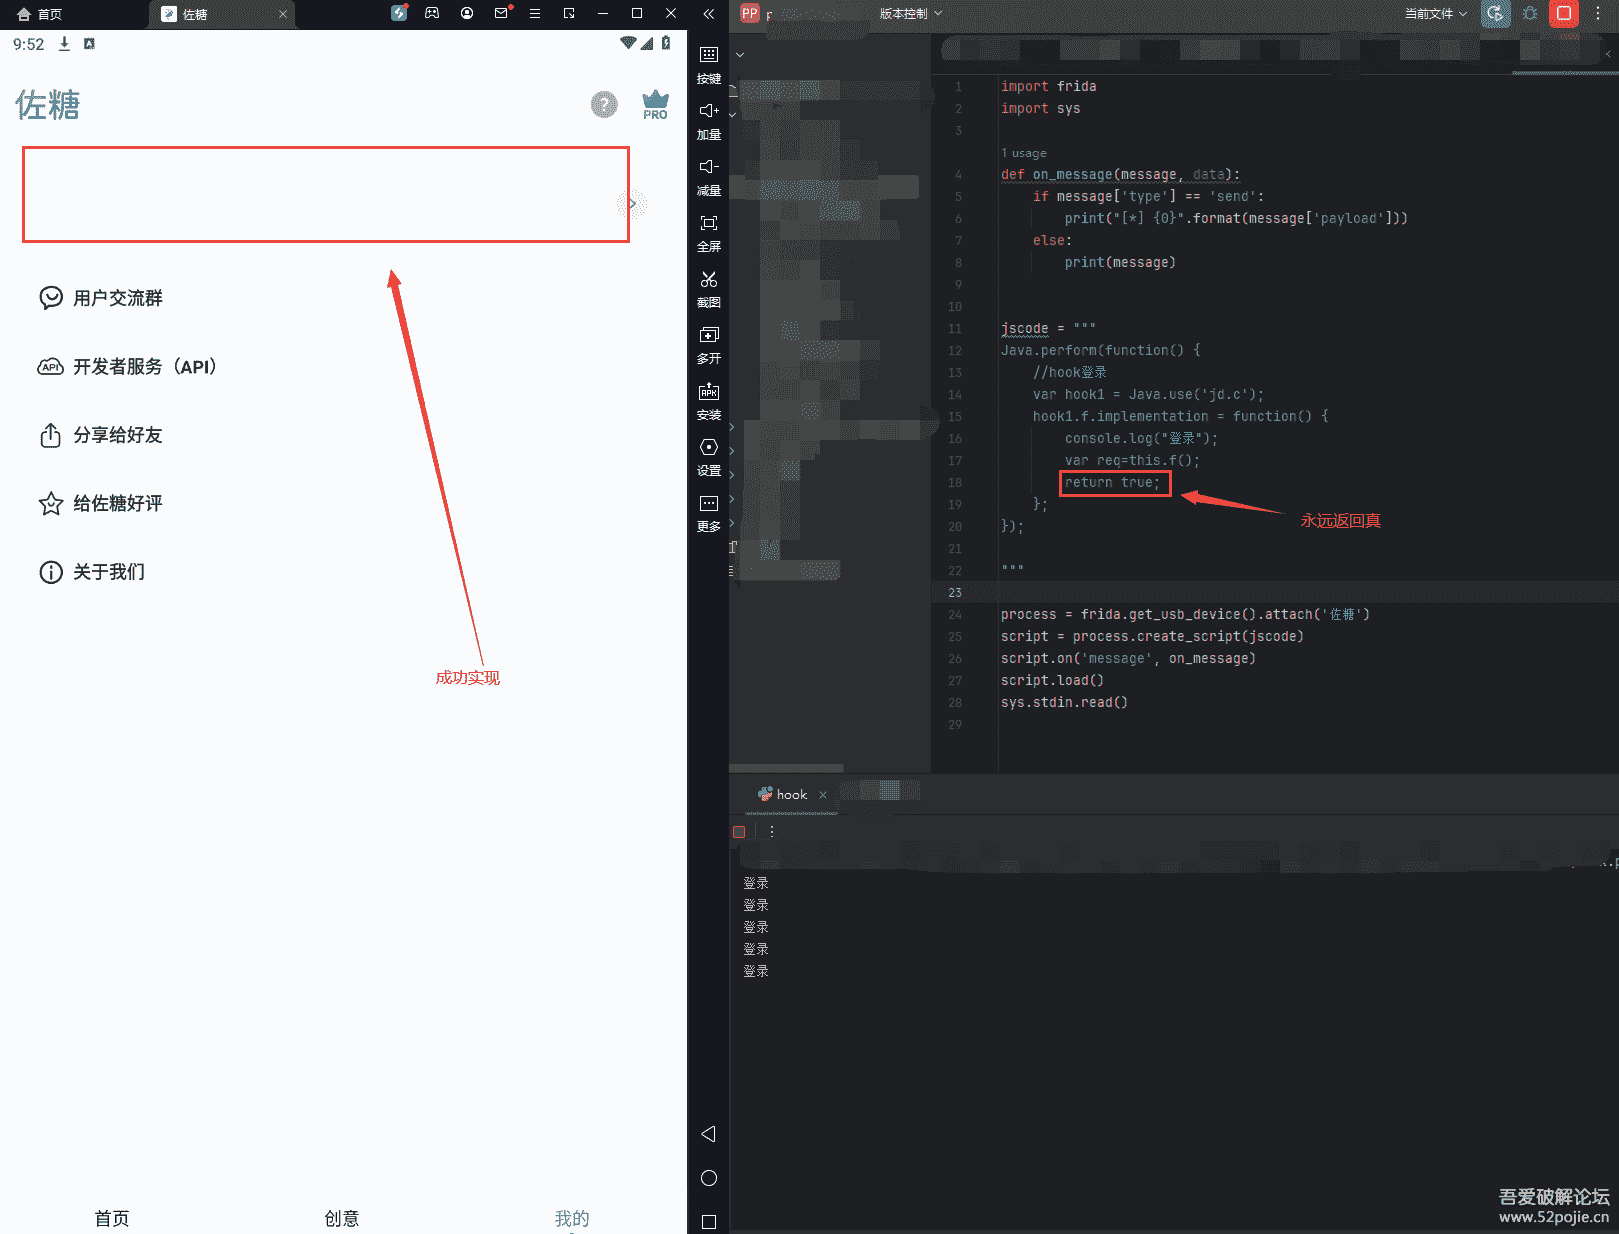 首页
佐糖
9:52
佐糖
PRO
用户交流群
开发者服务（API）
分享给好友
给佐糖好评
关于我们
成功实现
首页
创意
我的
按键
加量
减量
全屏
截图
多开
安装
设置
更多
PP
版本控制
当前文件
1 import frida
2 import sys
3
1 usage
4 def on_message(message, data):
5 if message['type'] == 'send':
6 print("[*] {0}".format(message['payload']))
7 else:
8 print(message)
9
10
11 jscode = """
12 Java.perform(function() {
13 //hook登录
14 var hook1 = Java.use('jd.c');
15 hook1.f.implementation = function() {
16 console.log("登录");
17 var req=this.f();
18 return true;
19 };
20 });
21
22 """
23
24 process = frida.get_usb_device().attach('佐糖')
25 script = process.create_script(jscode)
26 script.on('message', on_message)
27 script.load()
28 sys.stdin.read()
29
永远返回真
hook
登录
登录
登录
登录
登录
吾爱破解论坛
www.52pojie.cn